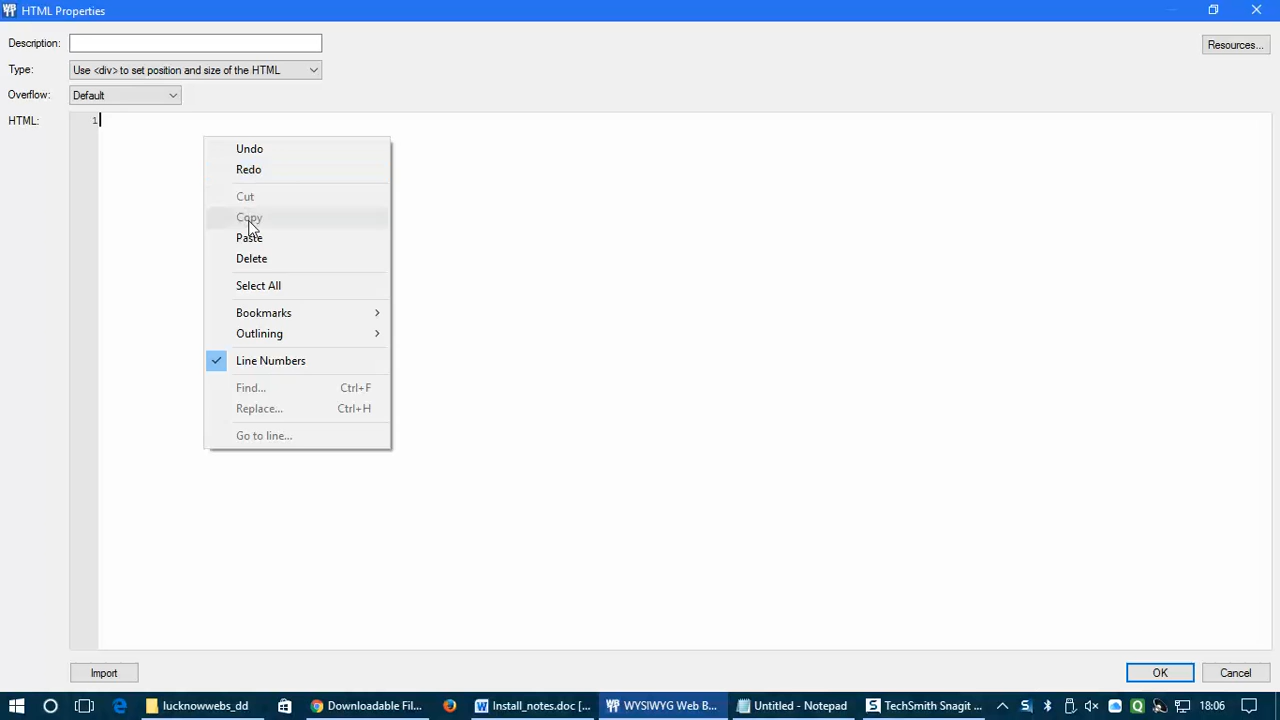 HTML Properties
Description:
Resources...
Type: Use <div> to set position and size of the HTML
Overflow: Default
HTML: 1
Undo
Redo
Cut
Copy
Paste
Delete
Select All
Bookmarks
Outlining
Line Numbers
Find... Ctrl+F
Replace... Ctrl+H
Go to line...
Import OK Cancel
lucknowwebs_dd Downloadable Fil... Install_notes.doc [... WYSIWYG Web B... Untitled - Notepad TechSmith Snagit ... 18:06